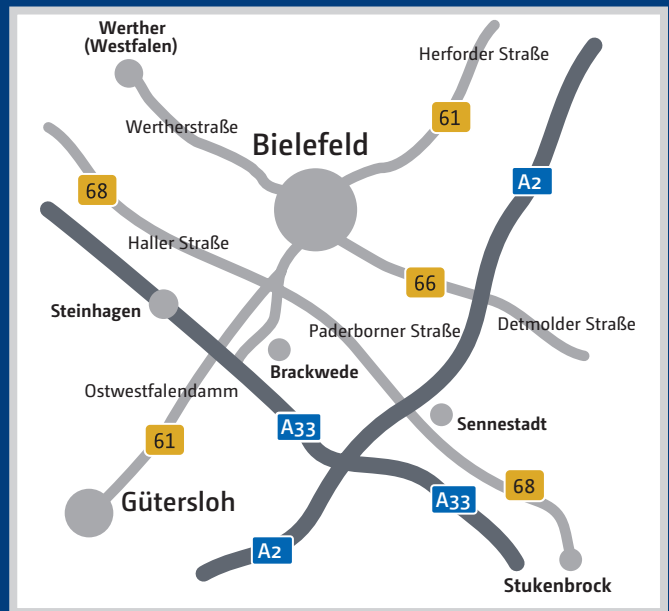 Werther
(Westfalen)
Herforder Straße
61
Wertherstraße
Bielefeld
A2
68
Haller Straße
66
Steinhagen
Paderborner Straße
Detmolder Straße
Brackwede
Ostwestfalendamm
Sennestadt
A33
61
68
Gütersloh
A33
A2
Stukenbrock